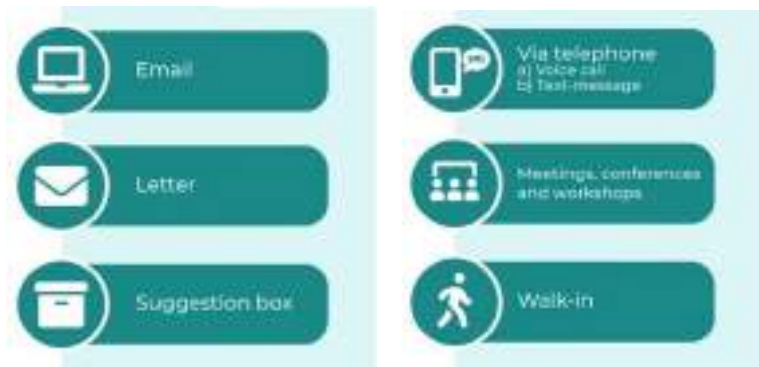 Email
Letter
Suggestion box
Via telephone
a) Voice call
b) Text-message
Meetings, conferences
and workshops
Walk-in